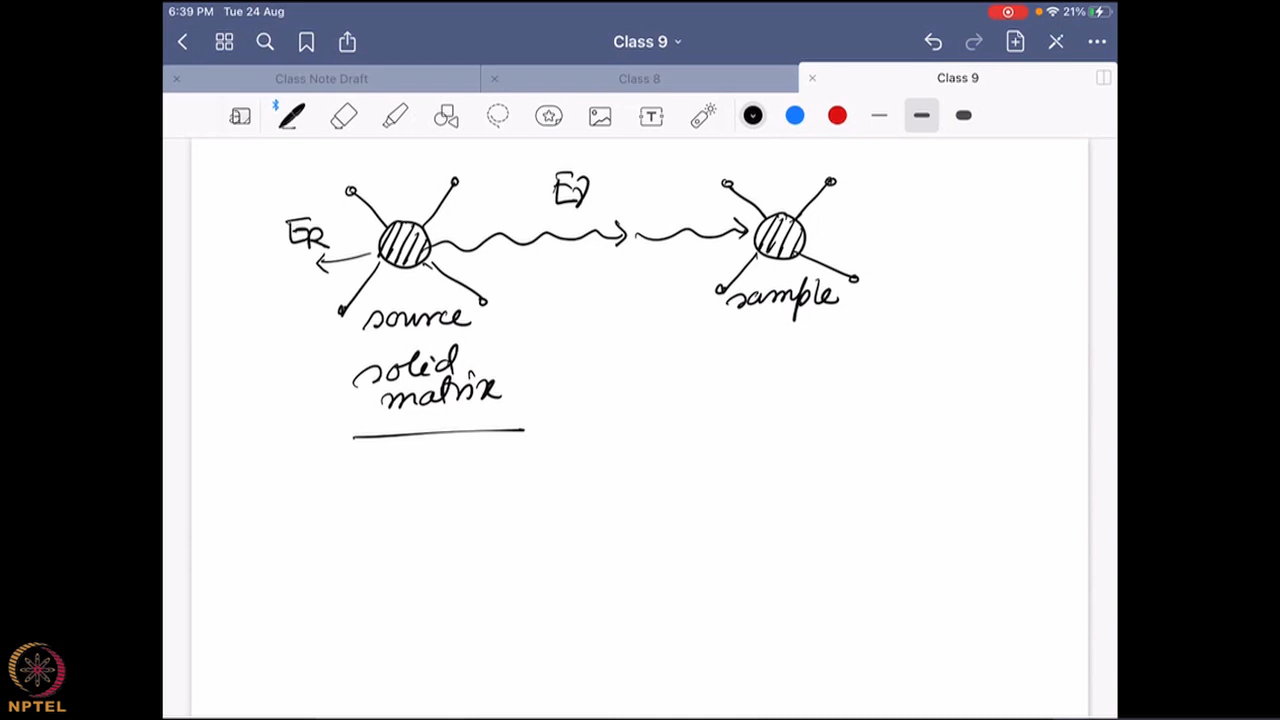 6:39 PM Tue 24 Aug 21%
Class 9
Class Note Draft
Class 8
Class 9
T
Eγ
ER
source
sample
solid
matrix
NPTEL